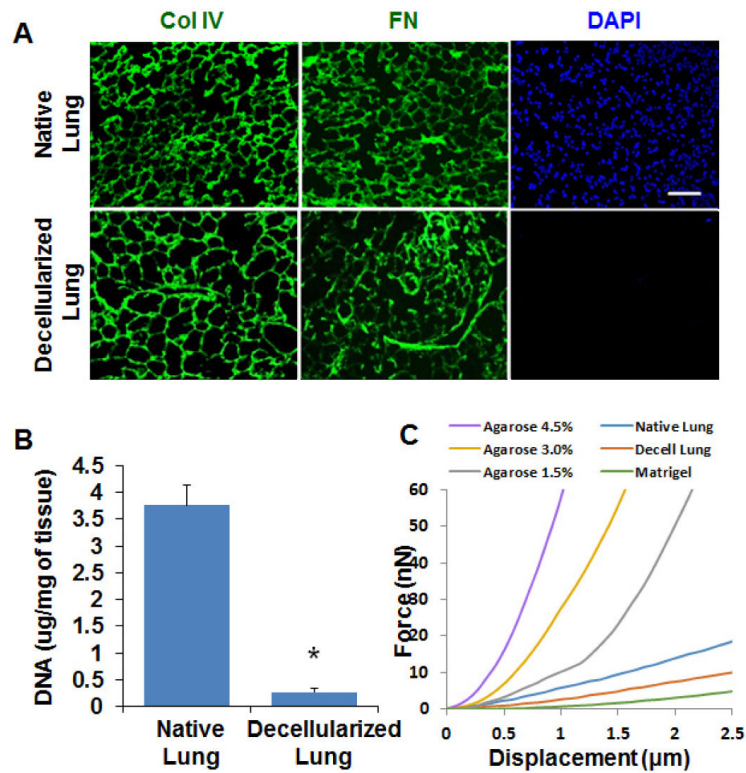 A
Col IV
FN
DAPI
Native
Lung
Decellularized
Lung
B
DNA (ug/mg of tissue)
4.5
4
3.5
3
2.5
2
1.5
1
0.5
0
*
Native
Lung
Decellularized
Lung
C
Agarose 4.5%
Native Lung
Agarose 3.0%
Decell Lung
Agarose 1.5%
Matrigel
Force (nN)
60
50
40
30
20
10
0
0
0.5
1
1.5
2
2.5
Displacement (µm)